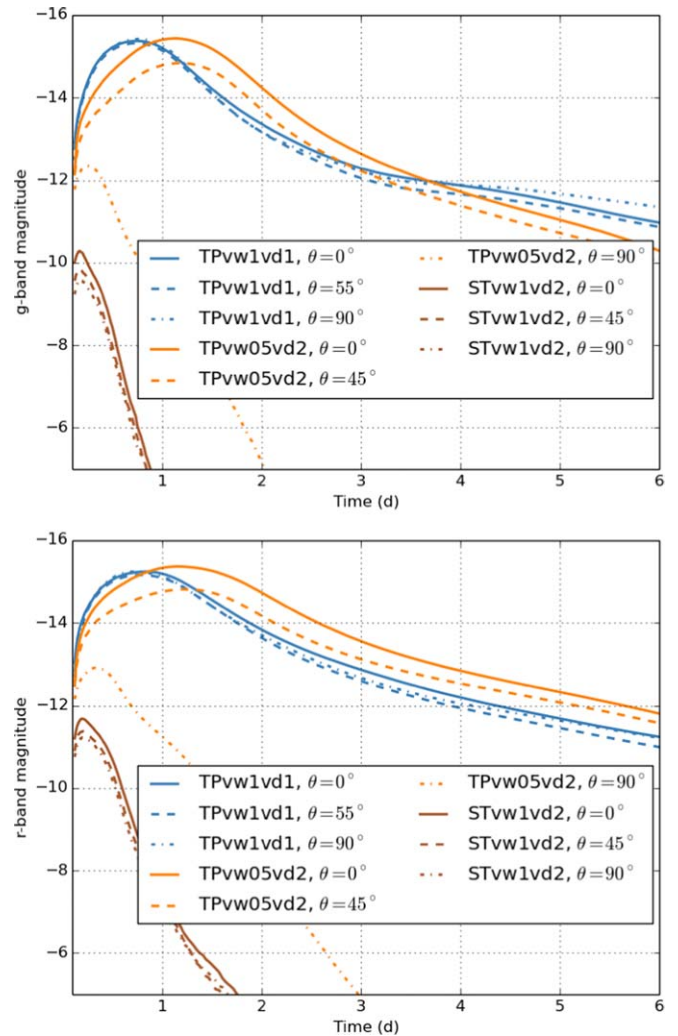 −16
−14
−12
−10
−8
−6
g-band magnitude
TPvw1vd1, θ=0°
TPvw1vd1, θ=55°
TPvw1vd1, θ=90°
TPvw05vd2, θ=0°
TPvw05vd2, θ=45°
TPvw05vd2, θ=90°
STvw1vd2, θ=0°
STvw1vd2, θ=45°
STvw1vd2, θ=90°
1 2 3 4 5 6
Time (d)
−16
−14
−12
−10
−8
−6
r-band magnitude
TPvw1vd1, θ=0°
TPvw1vd1, θ=55°
TPvw1vd1, θ=90°
TPvw05vd2, θ=0°
TPvw05vd2, θ=45°
TPvw05vd2, θ=90°
STvw1vd2, θ=0°
STvw1vd2, θ=45°
STvw1vd2, θ=90°
1 2 3 4 5 6
Time (d)